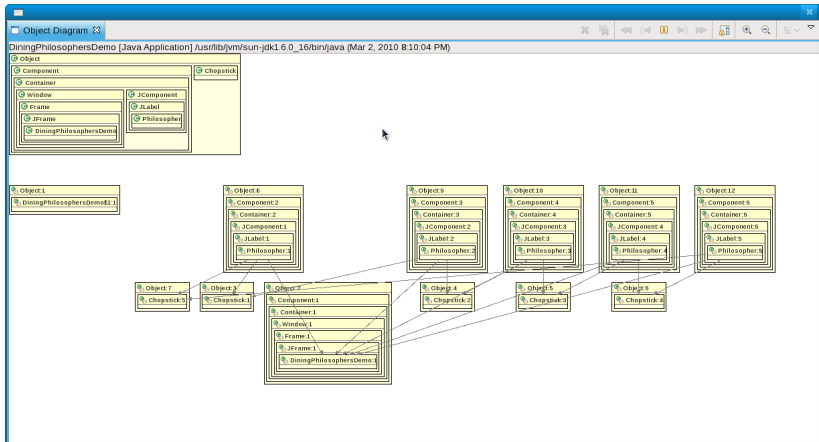 Object Diagram
DiningPhilosophersDemo [Java Application] /usr/lib/jvm/sun-jdk1.6.0_16/bin/java (Mar 2, 2010 8:10:04 PM)
Object
Component
Chopstick
Container
Window
JComponent
Frame
JLabel
JFrame
Philosopher
DiningPhilosophersDemo
Object:1
DiningPhilosophersDemo$1:1
Object:6
Component:2
Container:2
JComponent:1
JLabel:1
Philosopher:1
Component:3
Container:3
JComponent:2
JLabel:2
Philosopher:2
Object:10
Component:4
Container:4
JComponent:3
JLabel:3
Philosopher:3
Object:11
Component:5
Container:5
JComponent:4
JLabel:4
Philosopher:4
Object:12
Container:6
JComponent:5
JLabel:5
Philosopher:5
Object:7
Chopstick:5
Object:3
Chopstick:1
Object:2
Component:1
Container:1
Window:1
Frame:1
JFrame:1
DiningPhilosophersDemo:1
Object:4
Chopstick:2
Object:5
Chopstick:3
Chopstick:4